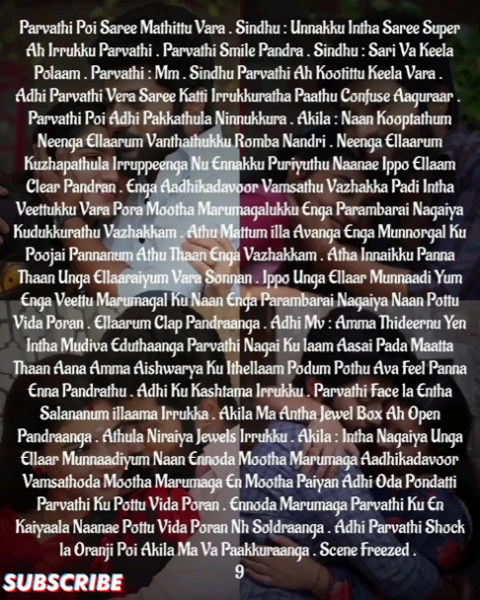 Parvathi Poi Saree Mathittu Vara . Sindhu : Unnakku Intha Saree Super
Ah Irrukku Parvathi . Parvathi Smile Pandra . Sindhu : Sari Va Keela
Polaam . Parvathi : Mm . Sindhu Parvathi Ah Kootittu Keela Vara .
Adhi Parvathi Vera Saree Katti Irrukkuratha Paathu Confuse Aaguraar .
Parvathi Poi Adhi Pakkathula Ninnukkura . Akila : Naan Kooptathum
Neenga Ellaarum Vanthathukku Romba Nandri . Neenga Ellaarum
Kuzhapathula Irruppeenga Nu Ennakku Puriyuthu Naanae Ippo Ellaam
Clear Pandran . Enga Aadhikadavoor Vamsathu Vazhakka Padi Intha
Veettukku Vara Pora Mootha Marumagalukku Enga Parambarai Nagaiya
Kudukkurathu Vazhakkam . Athu Mattum illa Avanga Enga Munnorgal Ku
Poojai Pannanum Athu Thaan Enga Vazhakkam . Atha Innaikku Panna
Thaan Unga Ellaaraiyum Vara Sonnan . Ippo Unga Ellaar Munnaadi Yum
Enga Veettu Marumagal Ku Naan Enga Parambarai Nagaiya Naan Pottu
Vida Poran . Ellaarum Clap Pandraanga . Adhi Mv : Amma Thideernu Yen
Intha Mudiva Eduthaanga Parvathi Nagai Ku laam Aasai Pada Maatta
Thaan Aana Amma Aishwarya Ku Ithellaam Podum Pothu Ava Feel Panna
Enna Pandrathu . Adhi Ku Kashtama Irrukku . Parvathi Face la Entha
Salananum illaama Irrukka . Akila Ma Antha Jewel Box Ah Open
Pandraanga . Athula Niraiya Jewels Irrukku . Akila : Intha Nagaiya Unga
Ellaar Munnaadiyum Naan Ennoda Mootha Marumaga Aadhikadavoor
Vamsathoda Mootha Marumaga En Mootha Paiyan Adhi Oda Pondatti
Parvathi Ku Pottu Vida Poran . Ennoda Marumaga Parvathi Ku En
Kaiyaala Naanae Pottu Vida Poran Nh Soldraanga . Adhi Parvathi Shock
la Oranji Poi Akila Ma Va Paakkuraanga . Scene Freezed .
9
SUBSCRIBE